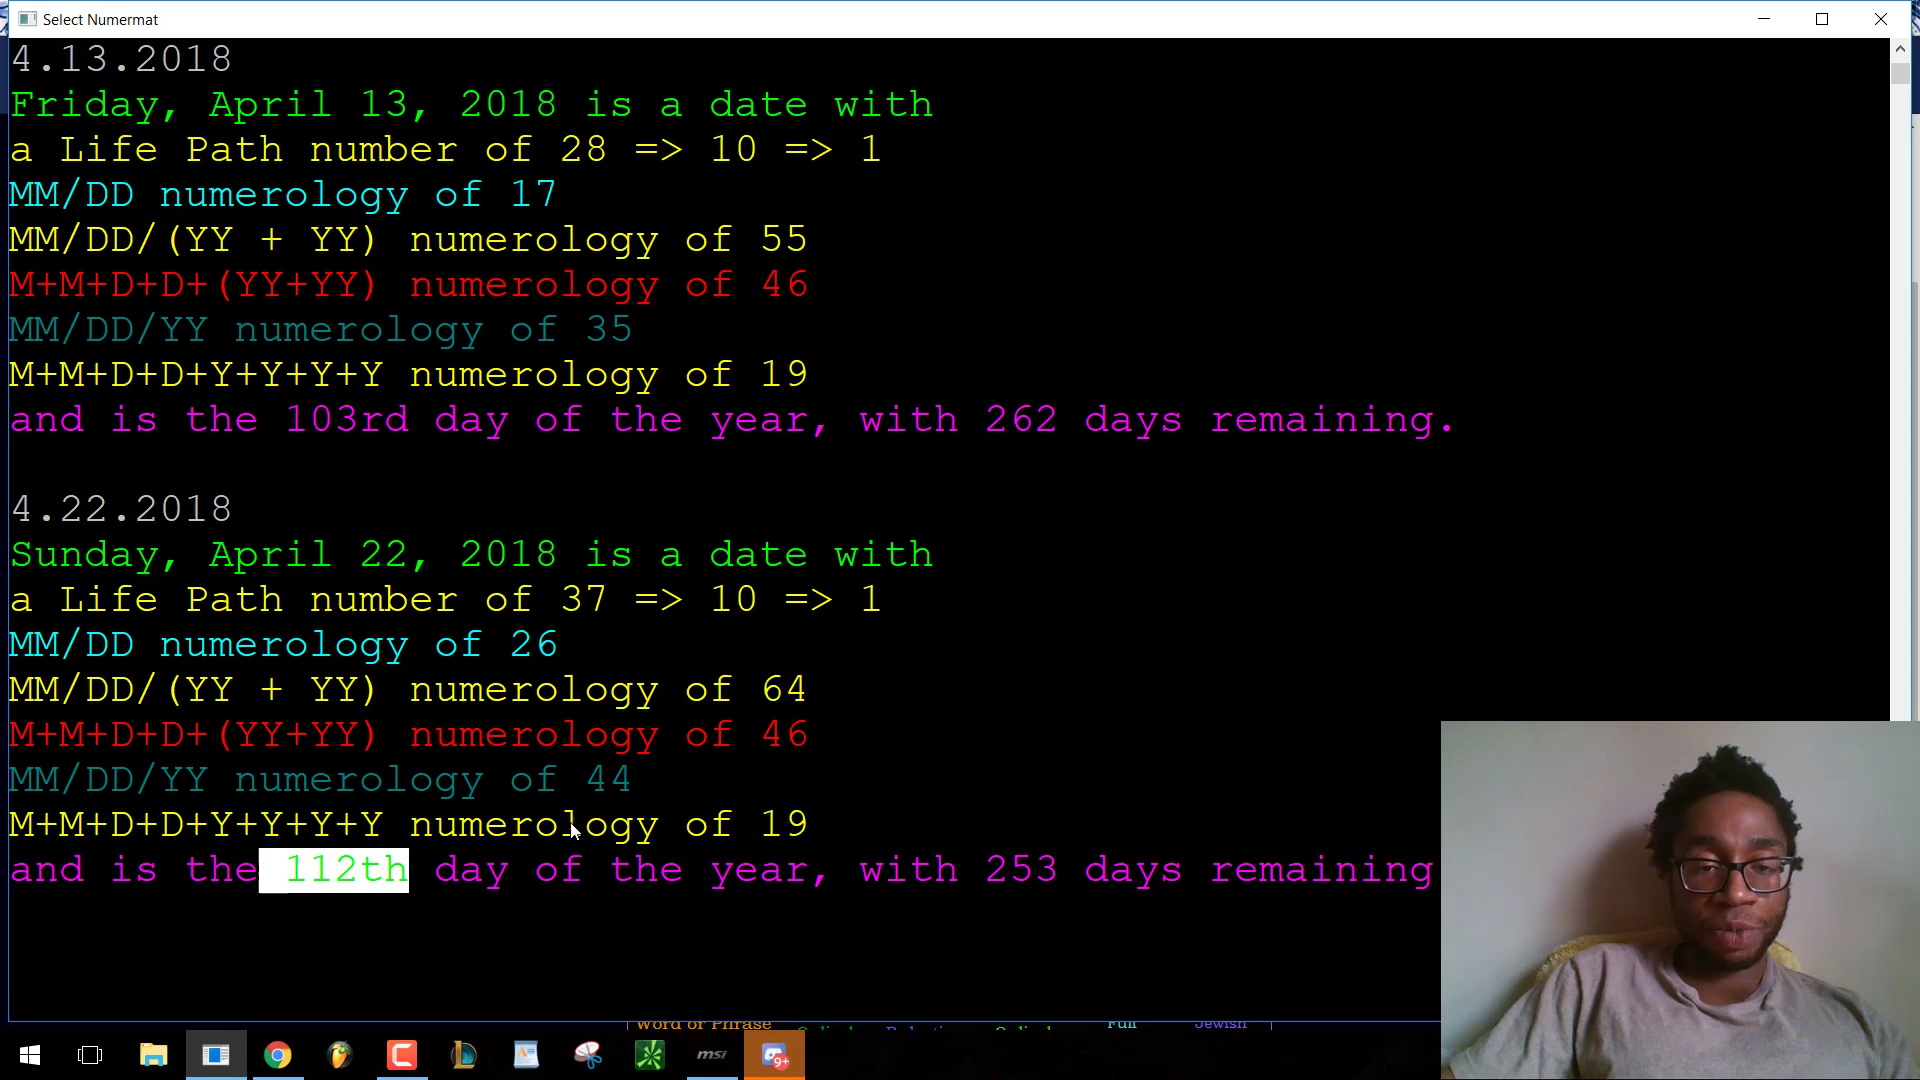 Select Numermat
4.13.2018
Friday, April 13, 2018 is a date with
a Life Path number of 28 => 10 => 1
MM/DD numerology of 17
MM/DD/(YY + YY) numerology of 55
M+M+D+D+(YY+YY) numerology of 46
MM/DD/YY numerology of 35
M+M+D+D+Y+Y+Y+Y numerology of 19
and is the 103rd day of the year, with 262 days remaining.
4.22.2018
Sunday, April 22, 2018 is a date with
a Life Path number of 37 => 10 => 1
MM/DD numerology of 26
MM/DD/(YY + YY) numerology of 64
M+M+D+D+(YY+YY) numerology of 46
MM/DD/YY numerology of 44
M+M+D+D+Y+Y+Y+Y numerology of 19
and is the 112th day of the year, with 253 days remaining
Word or Phrase Full Jewish
msi
9+